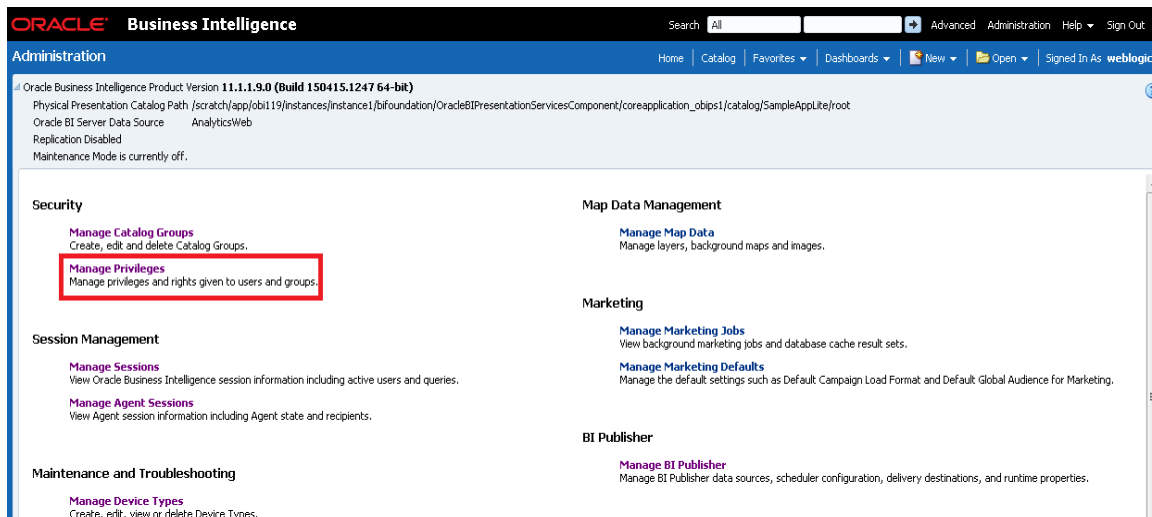 ORACLE Business Intelligence
Search All Advanced Administration Help Sign Out
Administration
Home Catalog Favorites Dashboards New Open Signed In As weblogic
Oracle Business Intelligence Product Version 11.1.1.9.0 (Build 150415.1247 64-bit)
Physical Presentation Catalog Path /scratch/app/obi119/instances/instance1/bifoundation/OracleBIPresentationServicesComponent/coreapplication_obips1/catalog/SampleAppLite/root
Oracle BI Server Data Source AnalyticsWeb
Replication Disabled
Maintenance Mode is currently off.
Security
Manage Catalog Groups
Create, edit and delete Catalog Groups.
Manage Privileges
Manage privileges and rights given to users and groups.
Session Management
Manage Sessions
View Oracle Business Intelligence session information including active users and queries.
Manage Agent Sessions
View Agent session information including Agent state and recipients.
Maintenance and Troubleshooting
Manage Device Types
Create, edit, view or delete Device Types.
Map Data Management
Manage Map Data
Manage layers, background maps and images.
Marketing
Manage Marketing Jobs
View background marketing jobs and database cache result sets.
Manage Marketing Defaults
Manage the default settings such as Default Campaign Load Format and Default Global Audience for Marketing.
BI Publisher
Manage BI Publisher
Manage BI Publisher data sources, scheduler configuration, delivery destinations, and runtime properties.